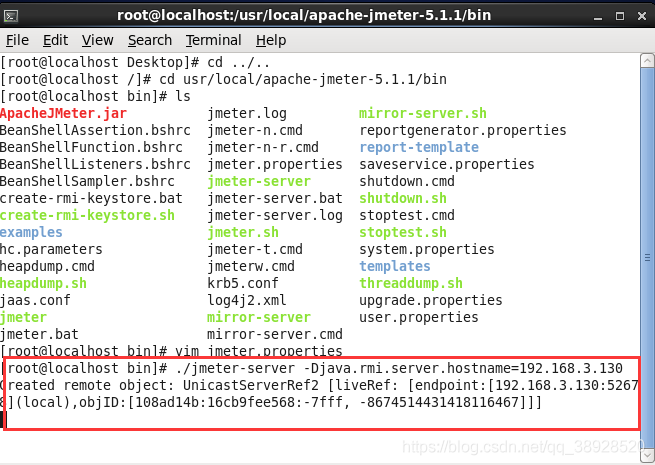 root@localhost:/usr/local/apache-jmeter-5.1.1/bin
File Edit View Search Terminal Help
[root@localhost Desktop]# cd ../..
[root@localhost /]# cd usr/local/apache-jmeter-5.1.1/bin
[root@localhost bin]# ls
ApacheJMeter.jar jmeter.log mirror-server.sh
BeanShellAssertion.bshrc jmeter-n.cmd reportgenerator.properties
BeanShellFunction.bshrc jmeter-n-r.cmd report-template
BeanShellListeners.bshrc jmeter.properties saveservice.properties
BeanShellSampler.bshrc jmeter-server shutdown.cmd
create-rmi-keystore.bat jmeter-server.bat shutdown.sh
create-rmi-keystore.sh jmeter-server.log stoptest.cmd
examples jmeter.sh stoptest.sh
hc.parameters jmeter-t.cmd system.properties
heapdump.cmd jmeterw.cmd templates
heapdump.sh krb5.conf threaddump.sh
jaas.conf log4j2.xml upgrade.properties
jmeter mirror-server user.properties
jmeter.bat mirror-server.cmd
[root@localhost bin]# vim jmeter.properties
[root@localhost bin]# ./jmeter-server -Djava.rmi.server.hostname=192.168.3.130
Created remote object: UnicastServerRef2 [liveRef: [endpoint:[192.168.3.130:5267
8](local),objID:[108ad14b:16cb9fee568:-7fff, -8674514431418116467]]]
https://blog.csdn.net/qq_38928520